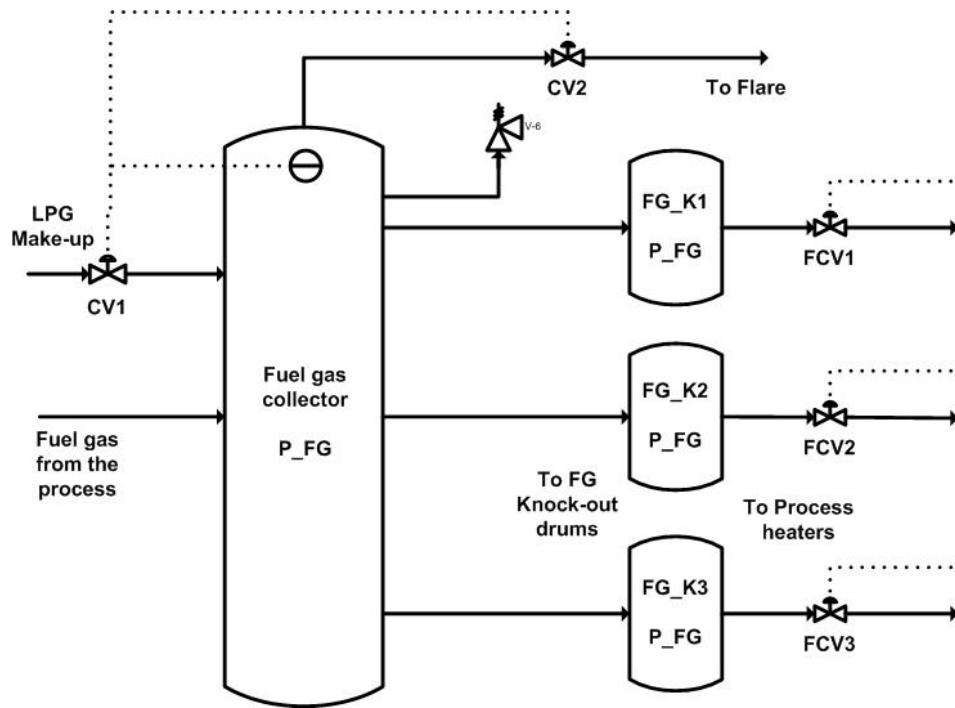 CV2
To Flare
V-6
LPG
Make-up
CV1
FG_K1
P_FG
FCV1
Fuel gas
collector
P_FG
Fuel gas
from the
process
FG_K2
P_FG
FCV2
To FG
Knock-out
drums
To Process
heaters
FG_K3
P_FG
FCV3